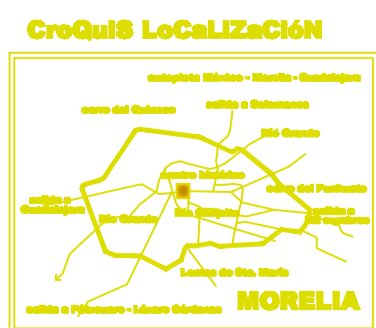 CroQuiS LoCaLiZaCióN
autopista México - Morelia - Guadalajara
salida a Salamanca
cerro del Quinceo
Río Grande
centro histórico
cerro del Punhuato
salida a
Guadalajara
Río Grande
Río Chiquito
salida a
mil cumbres
Lomas de Sta. María
MORELIA
salida a Pátzcuaro - Lázaro Cárdenas